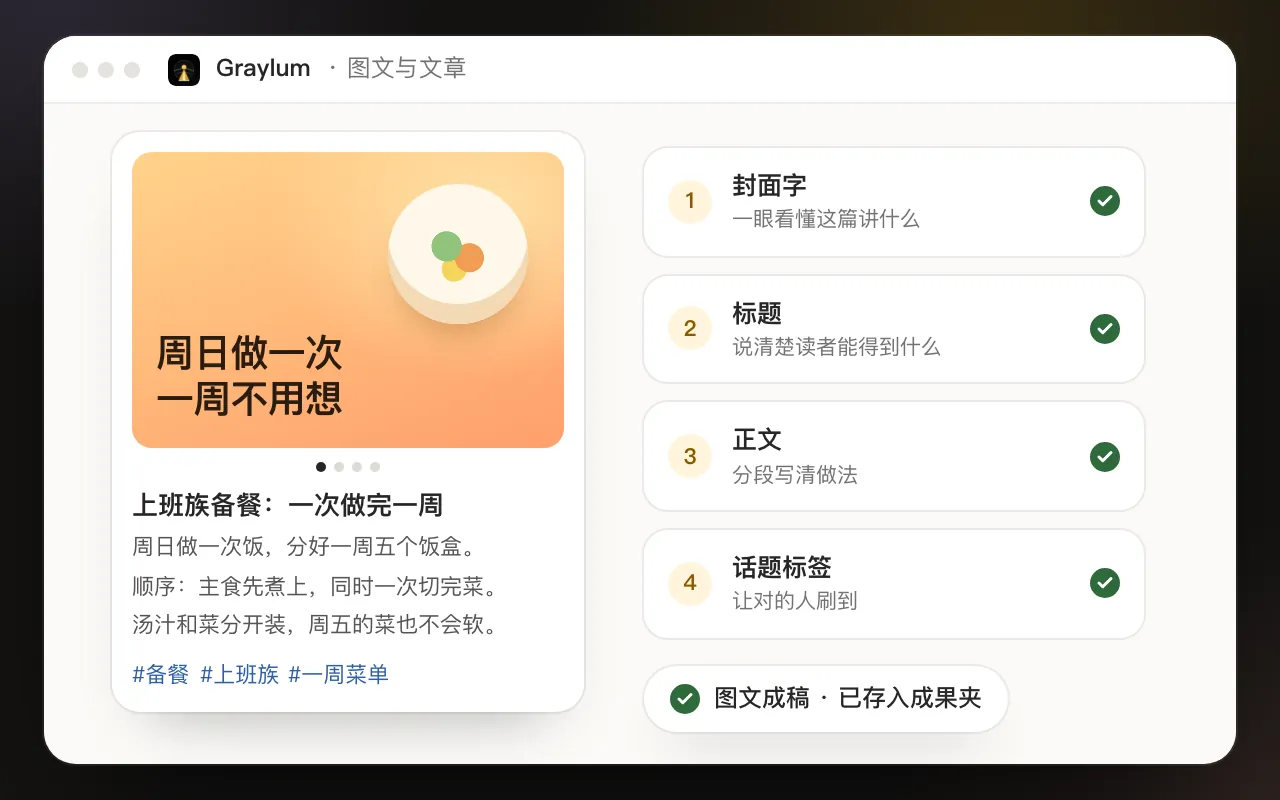 Graylum · 图文与文章
周日做一次
一周不用想
上班族备餐：一次做完一周
周日做一次饭，分好一周五个饭盒。
顺序：主食先煮上，同时一次切完菜。
汤汁和菜分开装，周五的菜也不会软。
#备餐 #上班族 #一周菜单
1
封面字
一眼看懂这篇讲什么
2
标题
说清楚读者能得到什么
3
正文
分段写清做法
4
话题标签
让对的人刷到
图文成稿 · 已存入成果夹